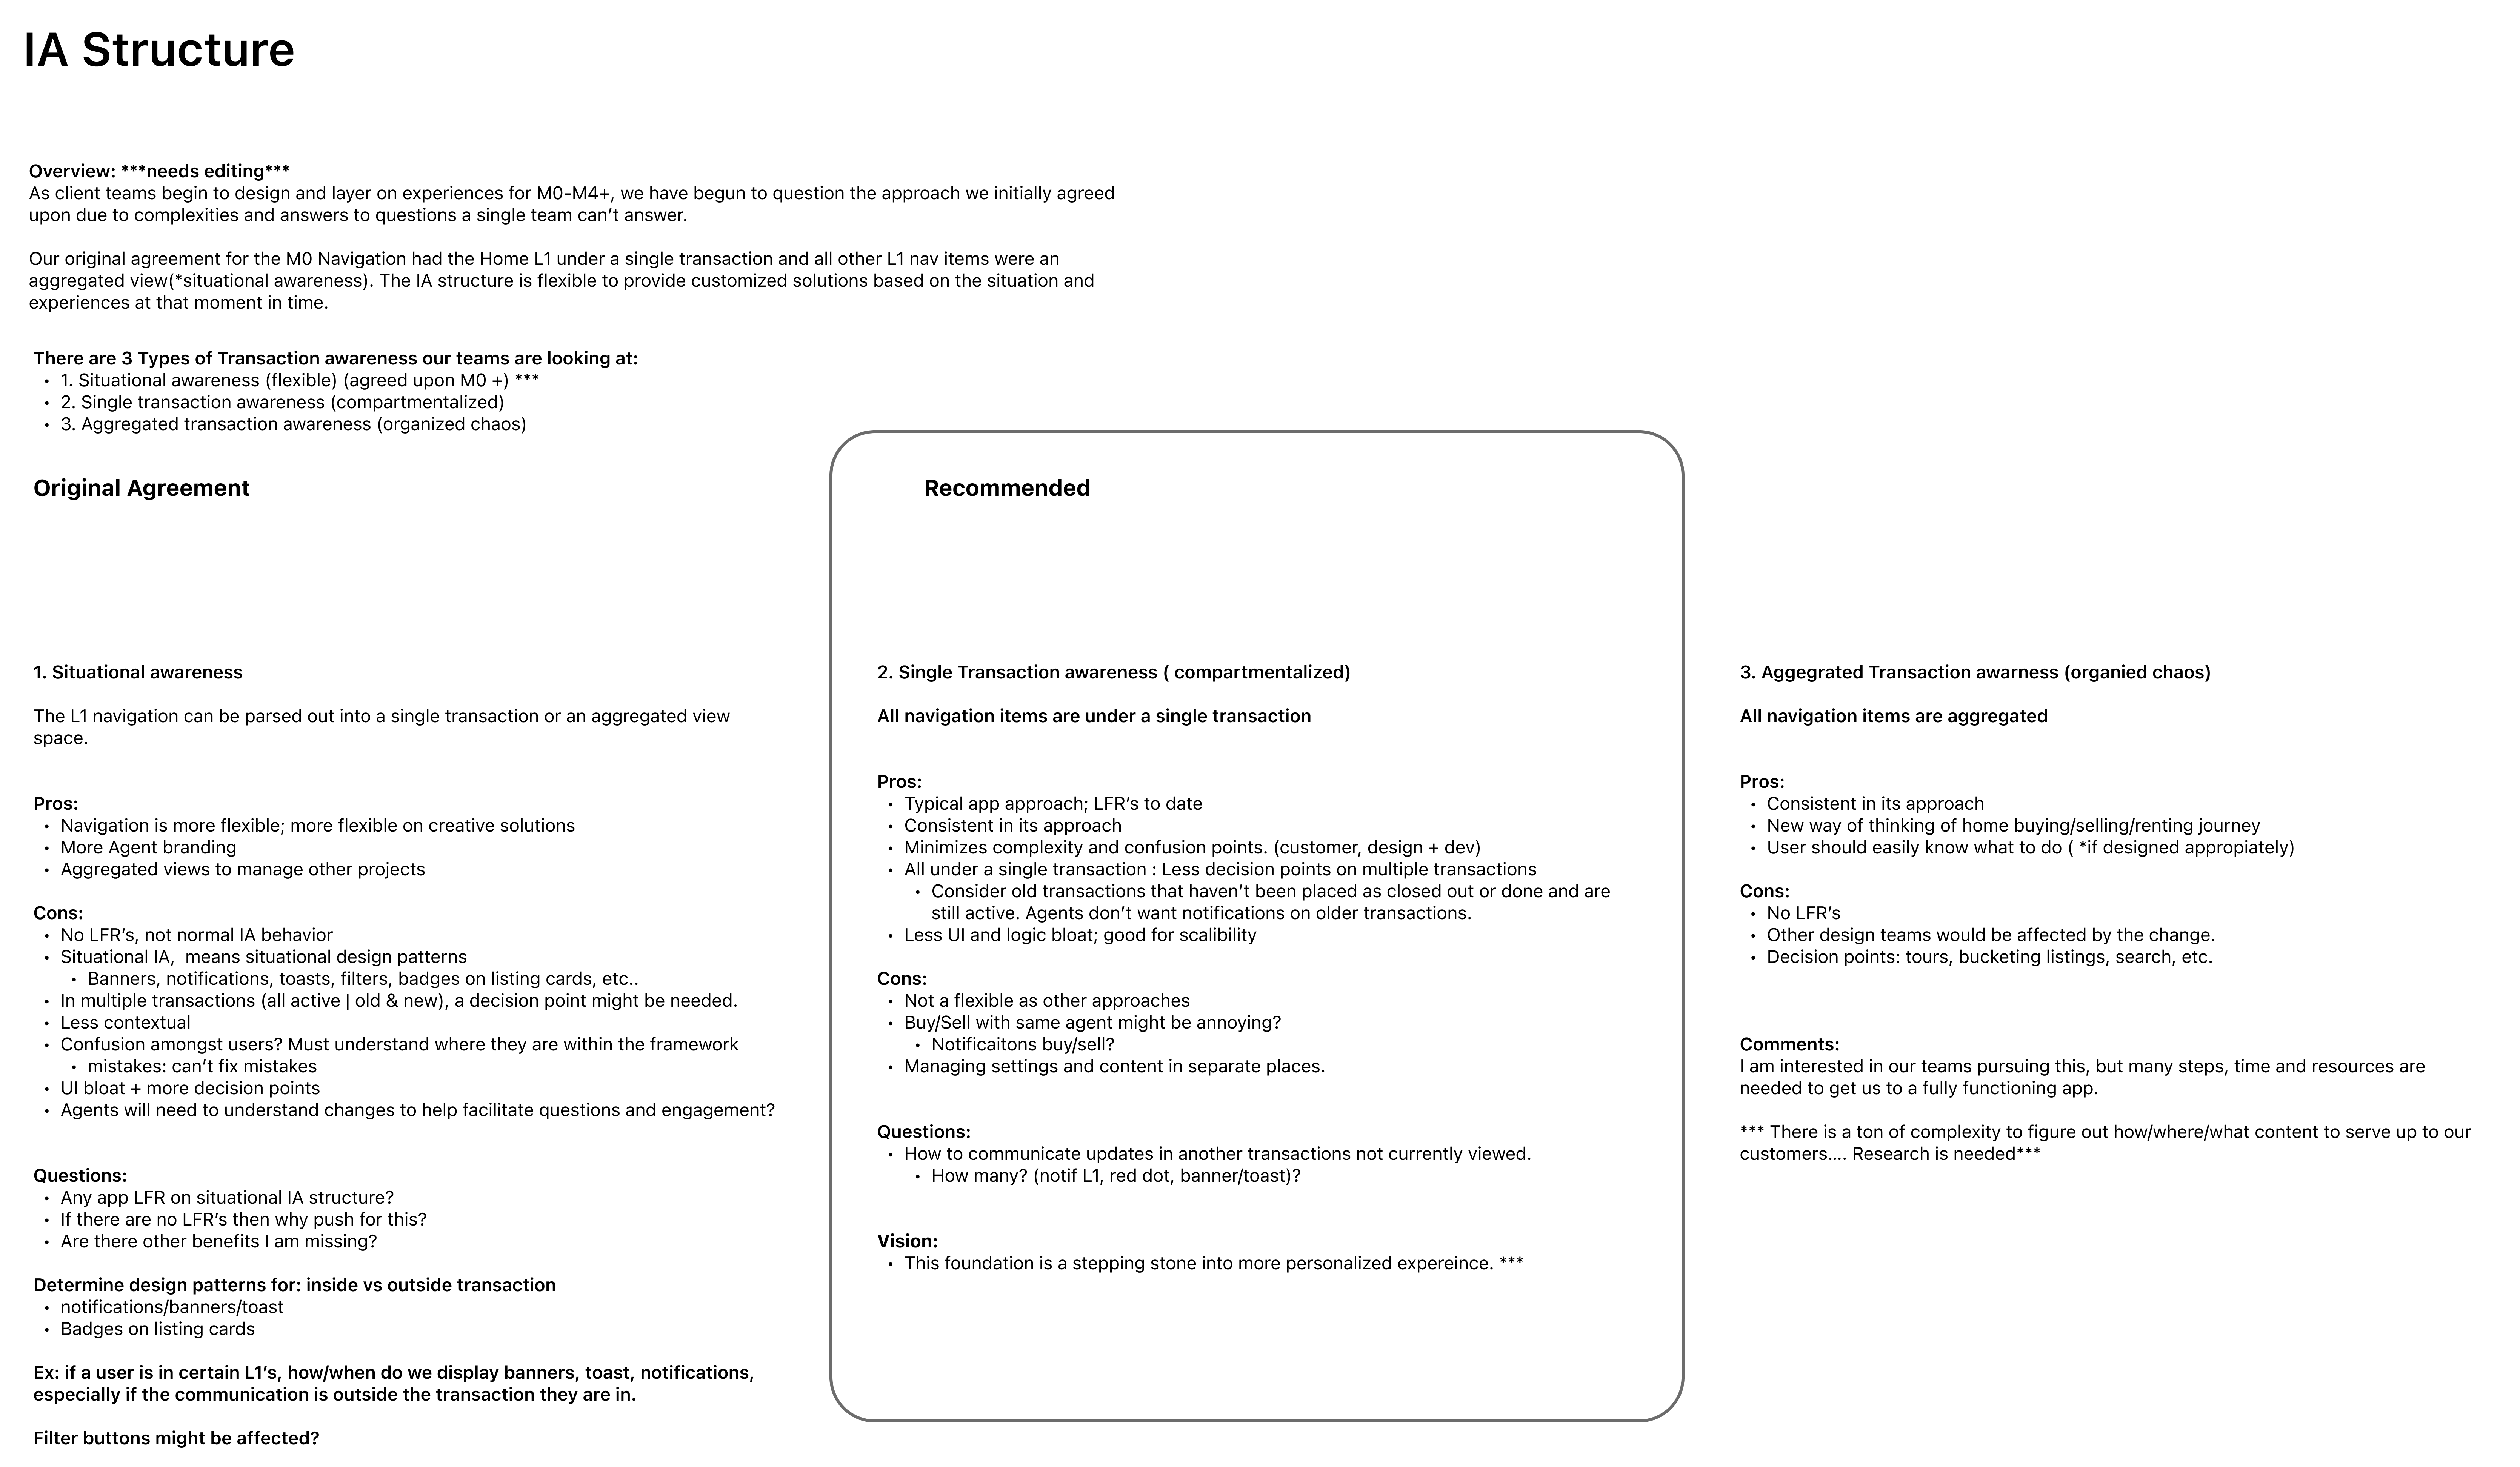 IA Structure
Overview: ***needs editing***
As client teams begin to design and layer on experiences for M0-M4+, we have begun to question the approach we initially agreed
upon due to complexities and answers to questions a single team can’t answer.
Our original agreement for the M0 Navigation had the Home L1 under a single transaction and all other L1 nav items were an
aggregated view(*situational awareness). The IA structure is flexible to provide customized solutions based on the situation and
experiences at that moment in time.
There are 3 Types of Transaction awareness our teams are looking at:
• 1. Situational awareness (flexible) (agreed upon M0 +) ***
• 2. Single transaction awareness (compartmentalized)
• 3. Aggregated transaction awareness (organized chaos)
Original Agreement
1. Situational awareness
The L1 navigation can be parsed out into a single transaction or an aggregated view
space.
Pros:
• Navigation is more flexible; more flexible on creative solutions
• More Agent branding
• Aggregated views to manage other projects
Cons:
• No LFR’s, not normal IA behavior
• Situational IA,  means situational design patterns
• Banners, notifications, toasts, filters, badges on listing cards, etc..
• In multiple transactions (all active | old & new), a decision point might be needed.
• Less contextual
• Confusion amongst users? Must understand where they are within the framework
• mistakes: can’t fix mistakes
• UI bloat + more decision points
• Agents will need to understand changes to help facilitate questions and engagement?
Questions:
• Any app LFR on situational IA structure?
• If there are no LFR’s then why push for this?
• Are there other benefits I am missing?
Determine design patterns for: inside vs outside transaction
• notifications/banners/toast
• Badges on listing cards
Ex: if a user is in certain L1’s, how/when do we display banners, toast, notifications,
especially if the communication is outside the transaction they are in.
Filter buttons might be affected?
Recommended
2. Single Transaction awareness ( compartmentalized)
All navigation items are under a single transaction
Pros:
• Typical app approach; LFR’s to date
• Consistent in its approach
• Minimizes complexity and confusion points. (customer, design + dev)
• All under a single transaction : Less decision points on multiple transactions
• Consider old transactions that haven’t been placed as closed out or done and are
still active. Agents don’t want notifications on older transactions.
• Less UI and logic bloat; good for scalibility
Cons:
• Not a flexible as other approaches
• Buy/Sell with same agent might be annoying?
• Notificaitons buy/sell?
• Managing settings and content in separate places.
Questions:
• How to communicate updates in another transactions not currently viewed.
• How many? (notif L1, red dot, banner/toast)?
Vision:
• This foundation is a stepping stone into more personalized expereince. ***
3. Aggegrated Transaction awarness (organied chaos)
All navigation items are aggregated
Pros:
• Consistent in its approach
• New way of thinking of home buying/selling/renting journey
• User should easily know what to do ( *if designed appropiately)
Cons:
• No LFR’s
• Other design teams would be affected by the change.
• Decision points: tours, bucketing listings, search, etc.
Comments:
I am interested in our teams pursuing this, but many steps, time and resources are
needed to get us to a fully functioning app.
*** There is a ton of complexity to figure out how/where/what content to serve up to our
customers.... Research is needed***